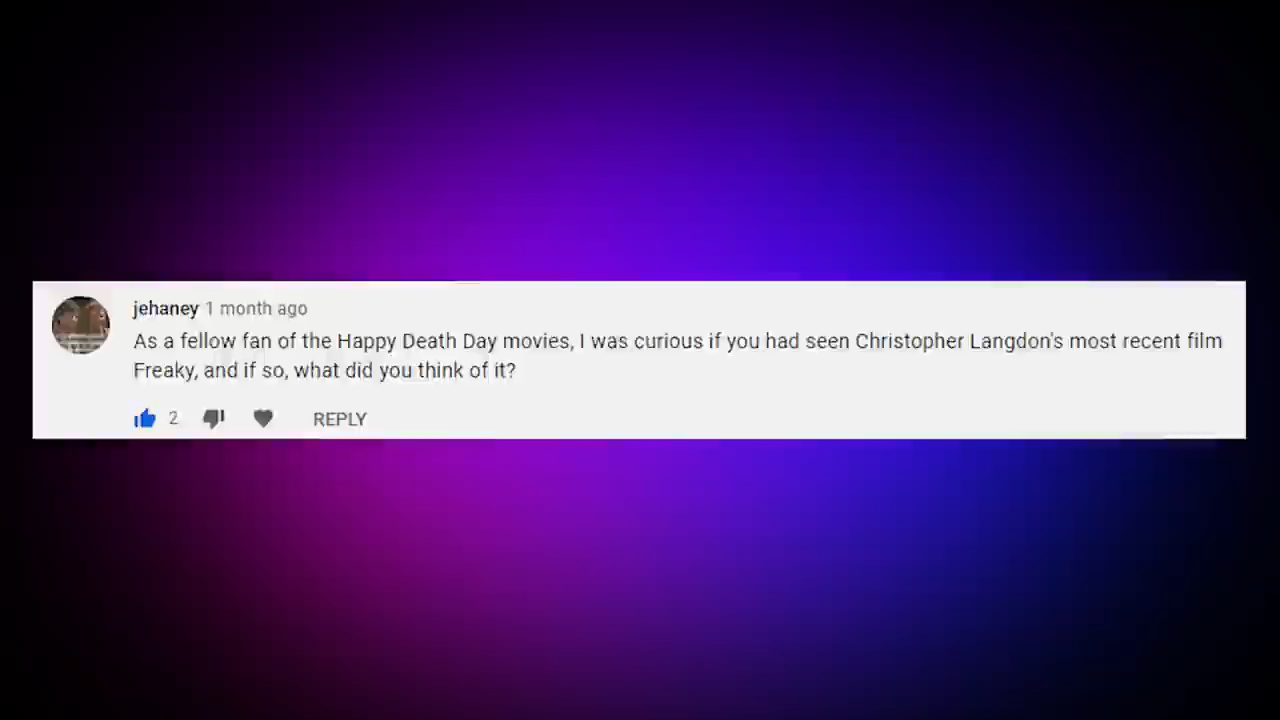 jehaney 1 month ago
As a fellow fan of the Happy Death Day movies, I was curious if you had seen Christopher Langdon's most recent film
Freaky, and if so, what did you think of it?
2 REPLY